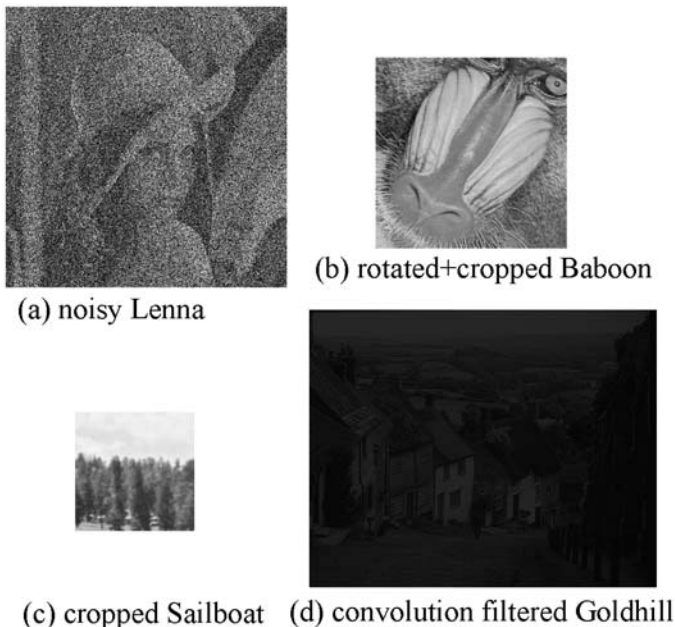 (a) noisy Lenna
(b) rotated+cropped Baboon
(c) cropped Sailboat
(d) convolution filtered Goldhill